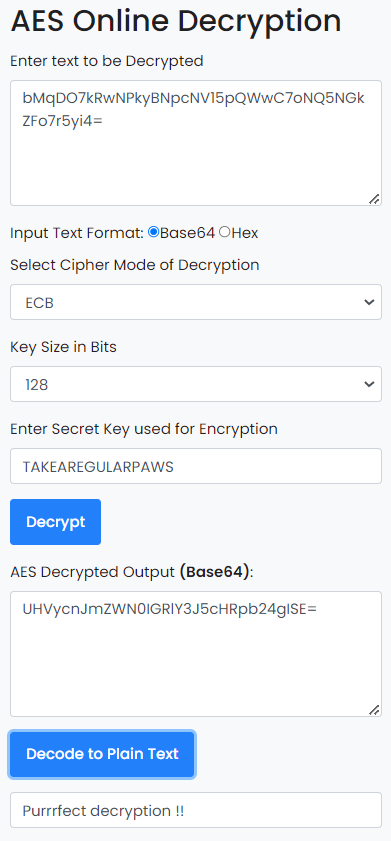 AES Online Decryption
Enter text to be Decrypted
bMqDO7kRwNPkyBNpcNV15pQWwC7oNQ5NGk
ZFo7r5yi4=
Input Text Format: Base64 Hex
Select Cipher Mode of Decryption
ECB
Key Size in Bits
128
Enter Secret Key used for Encryption
TAKEAREGULARPAWS
Decrypt
AES Decrypted Output (Base64):
UHVycnJmZWN0IGRlY3J5cHRpb24gISE=
Decode to Plain Text
Purrrfect decryption !!